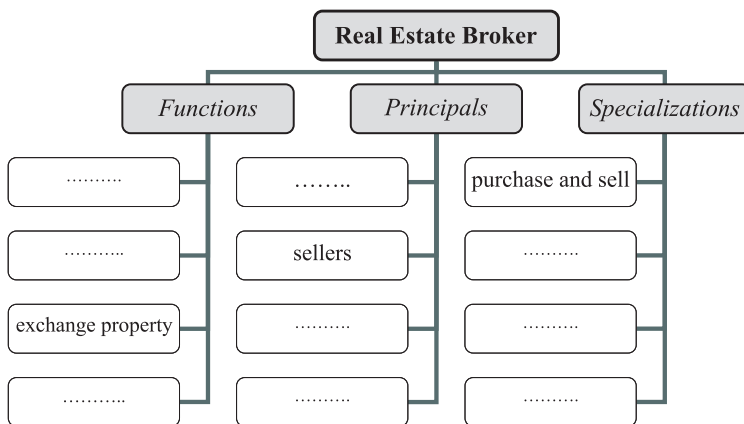 Real Estate Broker
Functions
Principals
Specializations
..........
........
purchase and sell
...........
sellers
..........
exchange property
..........
..........
...........
..........
..........